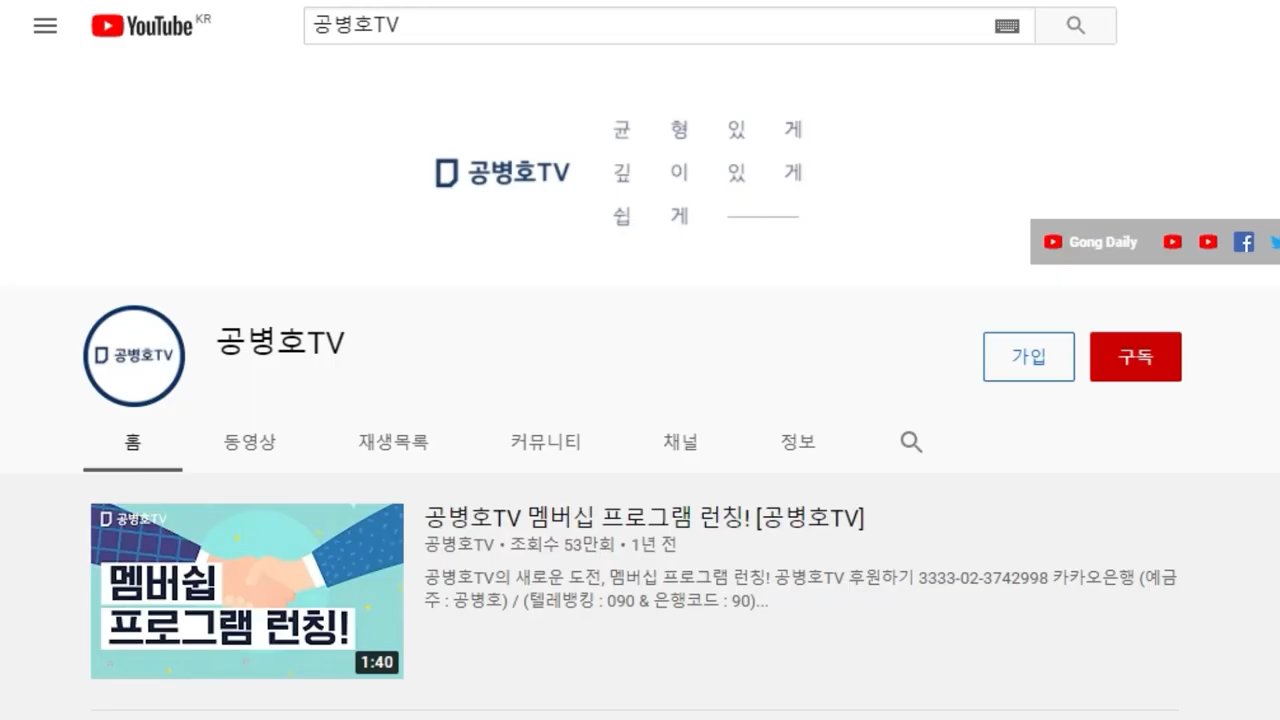 YouTube KR
공병호TV
균 형 있 게
공병호TV
깊 이 있 게
쉽 게
Gong Daily
공병호TV
공병호TV
가입
구독
홈
동영상
재생목록
커뮤니티
채널
정보
공병호TV
멤버쉽
프로그램 런칭!
1:40
공병호TV 멤버십 프로그램 런칭! [공병호TV]
공병호TV • 조회수 53만회 • 1년 전
공병호TV의 새로운 도전, 멤버십 프로그램 런칭! 공병호TV 후원하기 3333-02-3742998 카카오은행 (예금
주 : 공병호) / (텔레뱅킹 : 090 & 은행코드 : 90)...